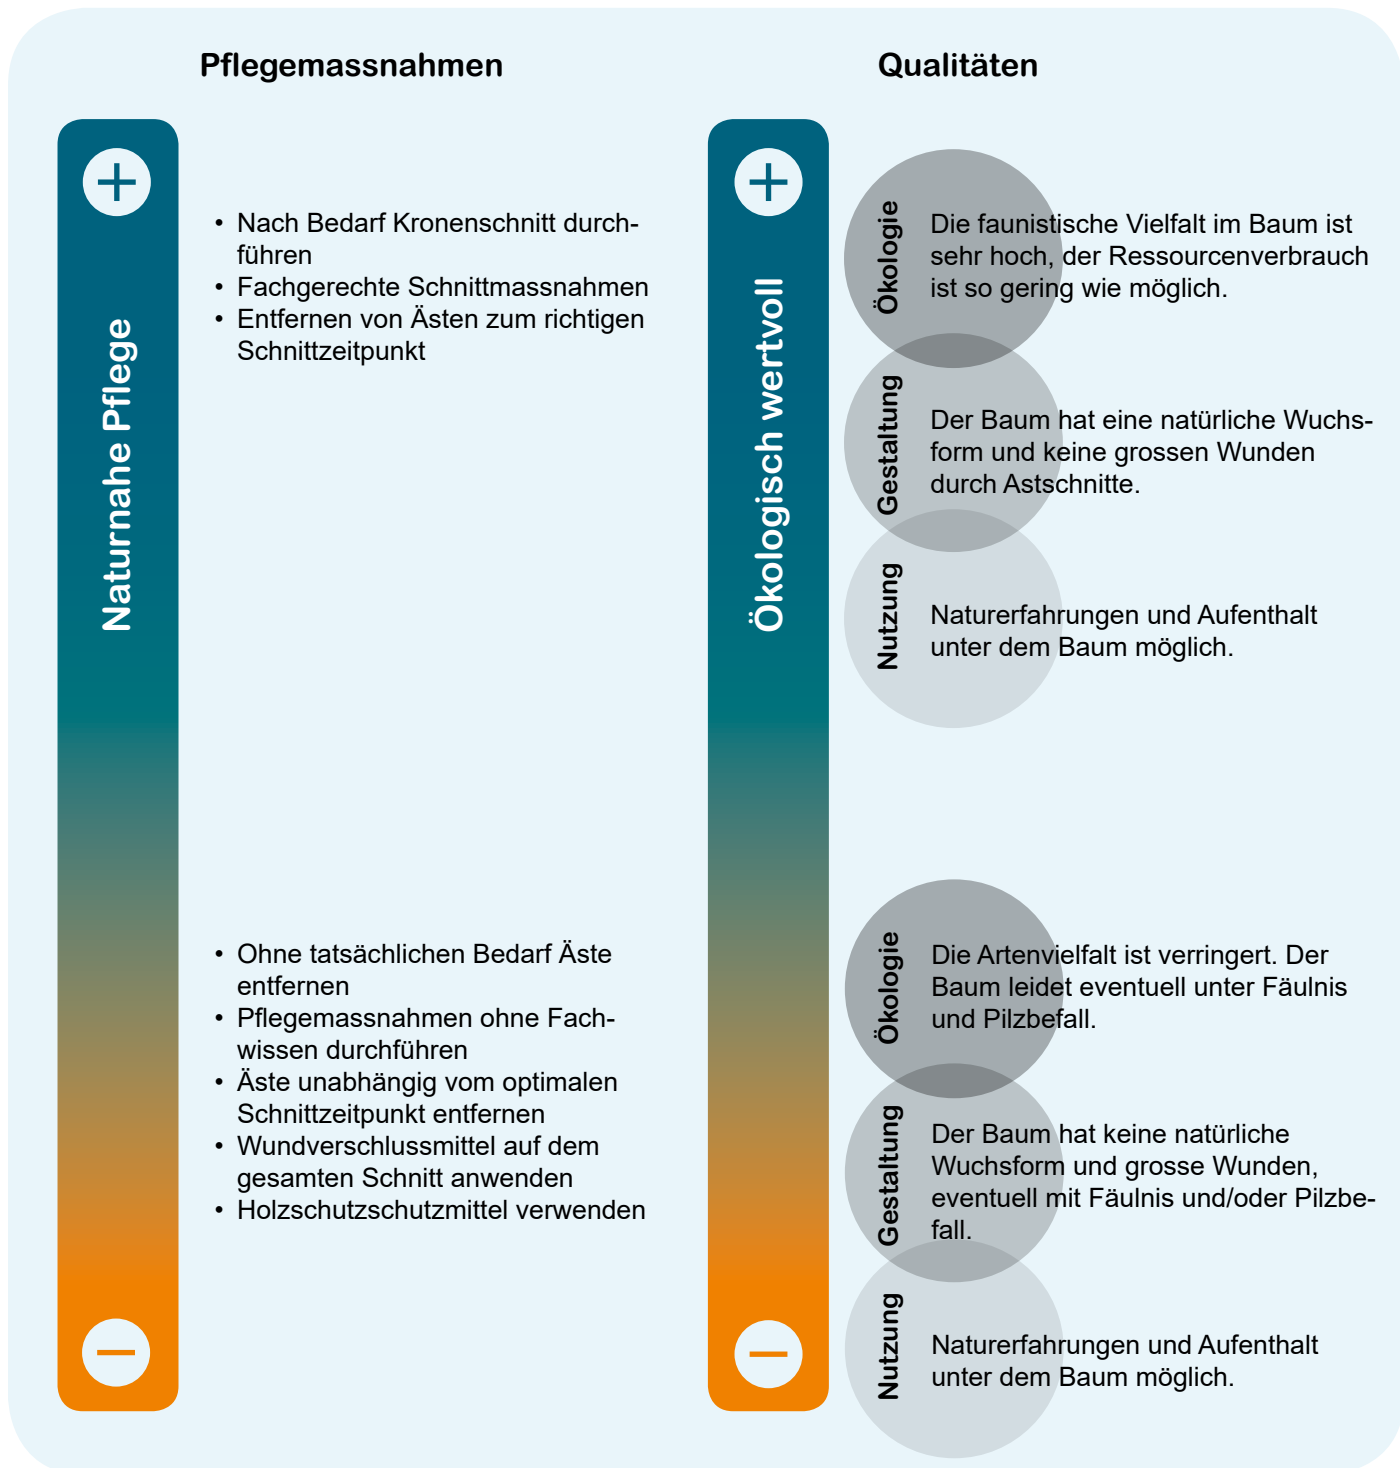 Pflegemassnahmen
Naturnahe Pflege
• Nach Bedarf Kronenschnitt durch-
führen
• Fachgerechte Schnittmassnahmen
• Entfernen von Ästen zum richtigen
Schnittzeitpunkt
• Ohne tatsächlichen Bedarf Äste
entfernen
• Pflegemassnahmen ohne Fach-
wissen durchführen
• Äste unabhängig vom optimalen
Schnittzeitpunkt entfernen
• Wundverschlussmittel auf dem
gesamten Schnitt anwenden
• Holzschutzschutzmittel verwenden
Qualitäten
Ökologisch wertvoll
Ökologie
Die faunistische Vielfalt im Baum ist
sehr hoch, der Ressourcenverbrauch
ist so gering wie möglich.
Gestaltung
Der Baum hat eine natürliche Wuchs-
form und keine grossen Wunden
durch Astschnitte.
Nutzung
Naturerfahrungen und Aufenthalt
unter dem Baum möglich.
Ökologie
Die Artenvielfalt ist verringert. Der
Baum leidet eventuell unter Fäulnis
und Pilzbefall.
Gestaltung
Der Baum hat keine natürliche
Wuchsform und grosse Wunden,
eventuell mit Fäulnis und/oder Pilzbe-
fall.
Nutzung
Naturerfahrungen und Aufenthalt
unter dem Baum möglich.